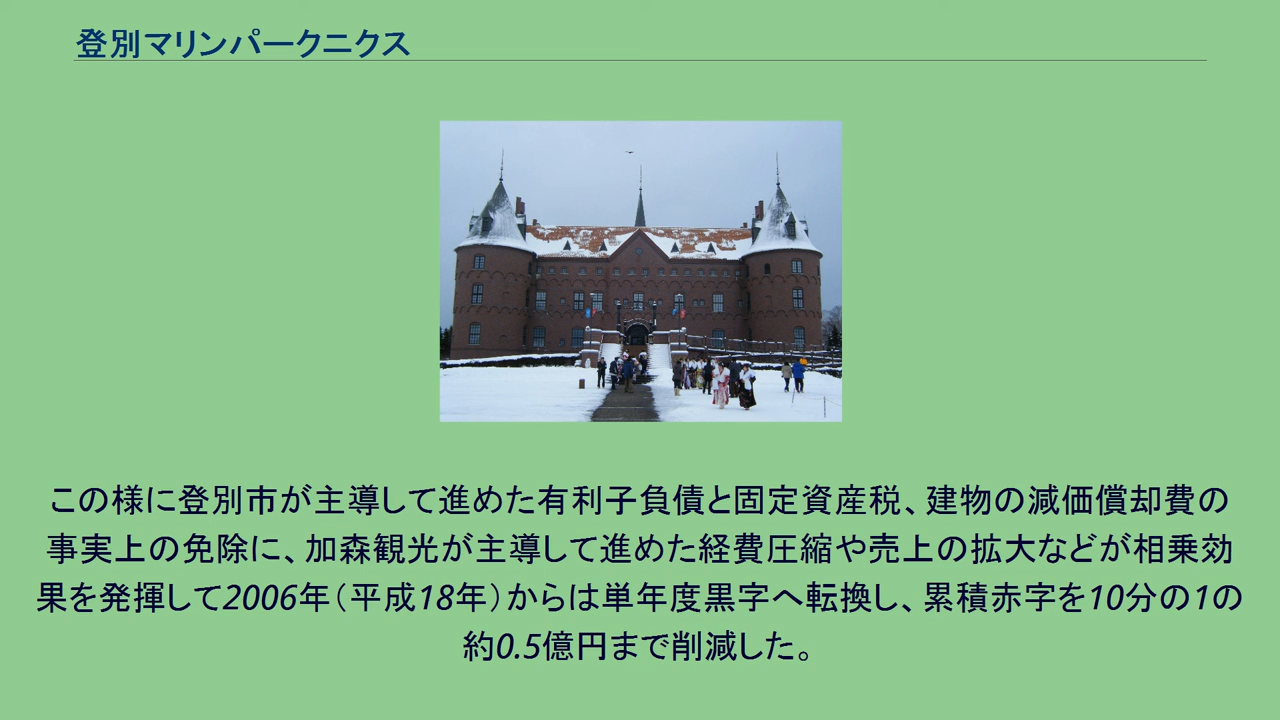 登別マリンパークニクス
この様に登別市が主導して進めた有利子負債と固定資産税、建物の減価償却費の
事実上の免除に、加森観光が主導して進めた経費圧縮や売上の拡大などが相乗効
果を発揮して2006年（平成18年）からは単年度黒字へ転換し、累積赤字を10分の1の
約0.5億円まで削減した。